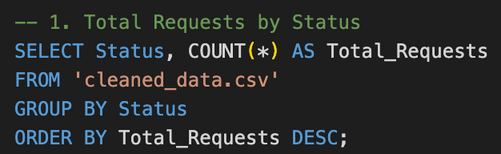 -- 1. Total Requests by Status
SELECT Status, COUNT(*) AS Total_Requests
FROM 'cleaned_data.csv'
GROUP BY Status
ORDER BY Total_Requests DESC;